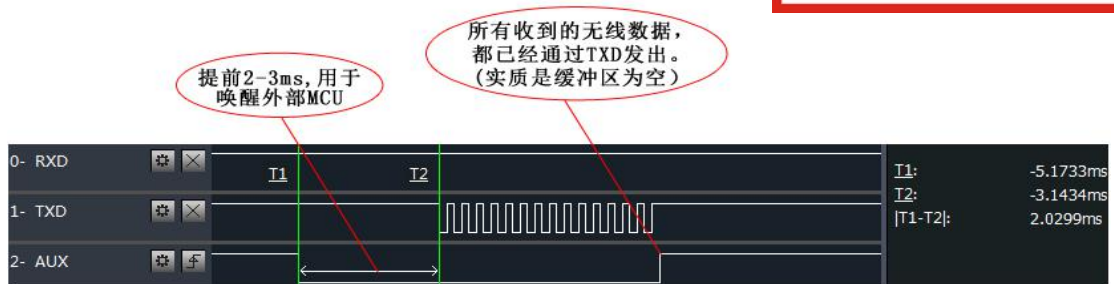 所有收到的无线数据，
都已经通过TXD发出。
(实质是缓冲区为空)
提前2-3ms,用于
唤醒外部MCU
0- RXD
T1
T2
1- TXD
2- AUX
T1: -5.1733ms
T2: -3.1434ms
|T1-T2|: 2.0299ms